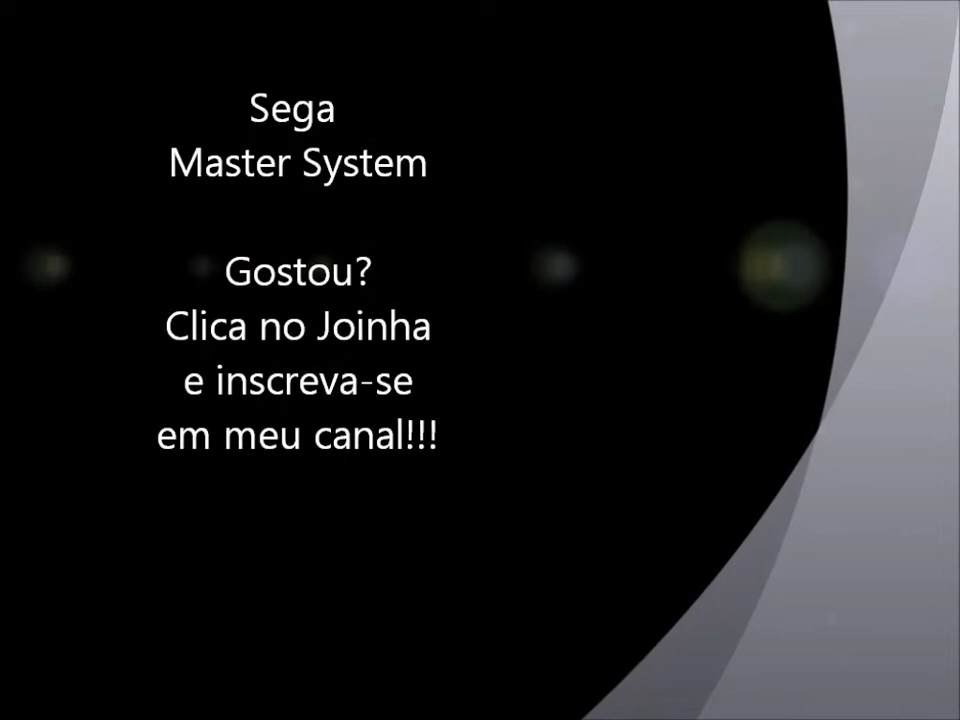 Sega
Master System
Gostou?
Clica no Joinha
e inscreva-se
em meu canal!!!